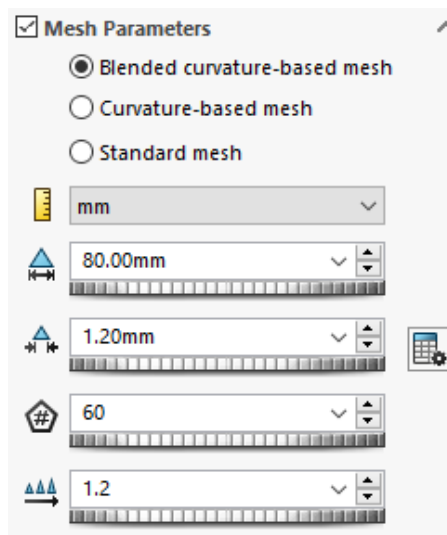 Mesh Parameters
Blended curvature-based mesh
Curvature-based mesh
Standard mesh
mm
80.00mm
1.20mm
#
60
1.2